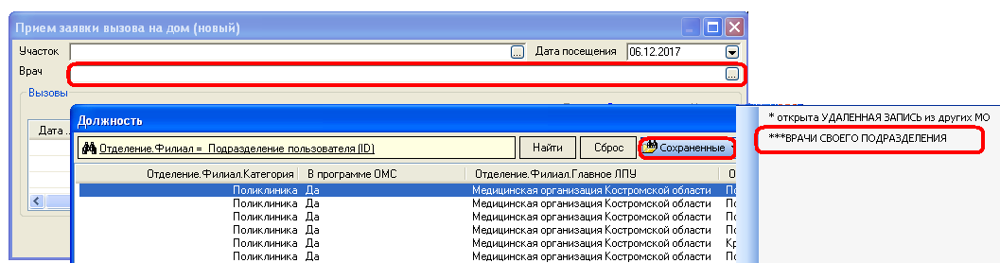 Прием заявки вызова на дом (новый)
Участок ... Дата посещения 06.12.2017
Врач ...
Вызовы
Дата ..
Должность
Отделение.Филиал = Подразделение пользователя (ID) Найти Сброс Сохраненные
* открыта УДАЛЕННАЯ ЗАПИСЬ из других МО
***ВРАЧИ СВОЕГО ПОДРАЗДЕЛЕНИЯ
Отделение.Филиал.Категория В программе ОМС Отделение.Филиал.Главное ЛПУ О
Поликлиника Да Медицинская организация Костромской области По
Поликлиника Да Медицинская организация Костромской области По
Поликлиника Да Медицинская организация Костромской области По
Поликлиника Да Медицинская организация Костромской области По
Поликлиника Да Медицинская организация Костромской области Кр
Поликлиника Да Медицинская организация Костромской области По